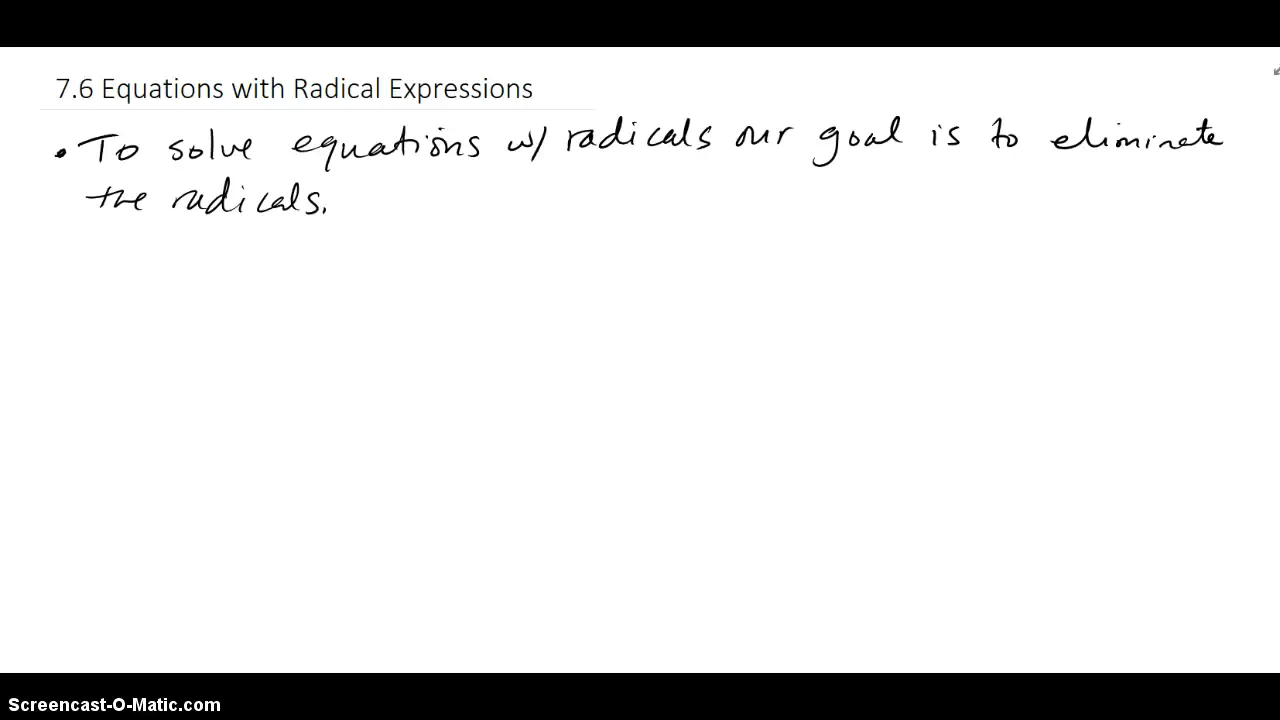 7.6 Equations with Radical Expressions
• To solve equations w/ radicals our goal is to eliminate
the radicals.
Screencast-O-Matic.com